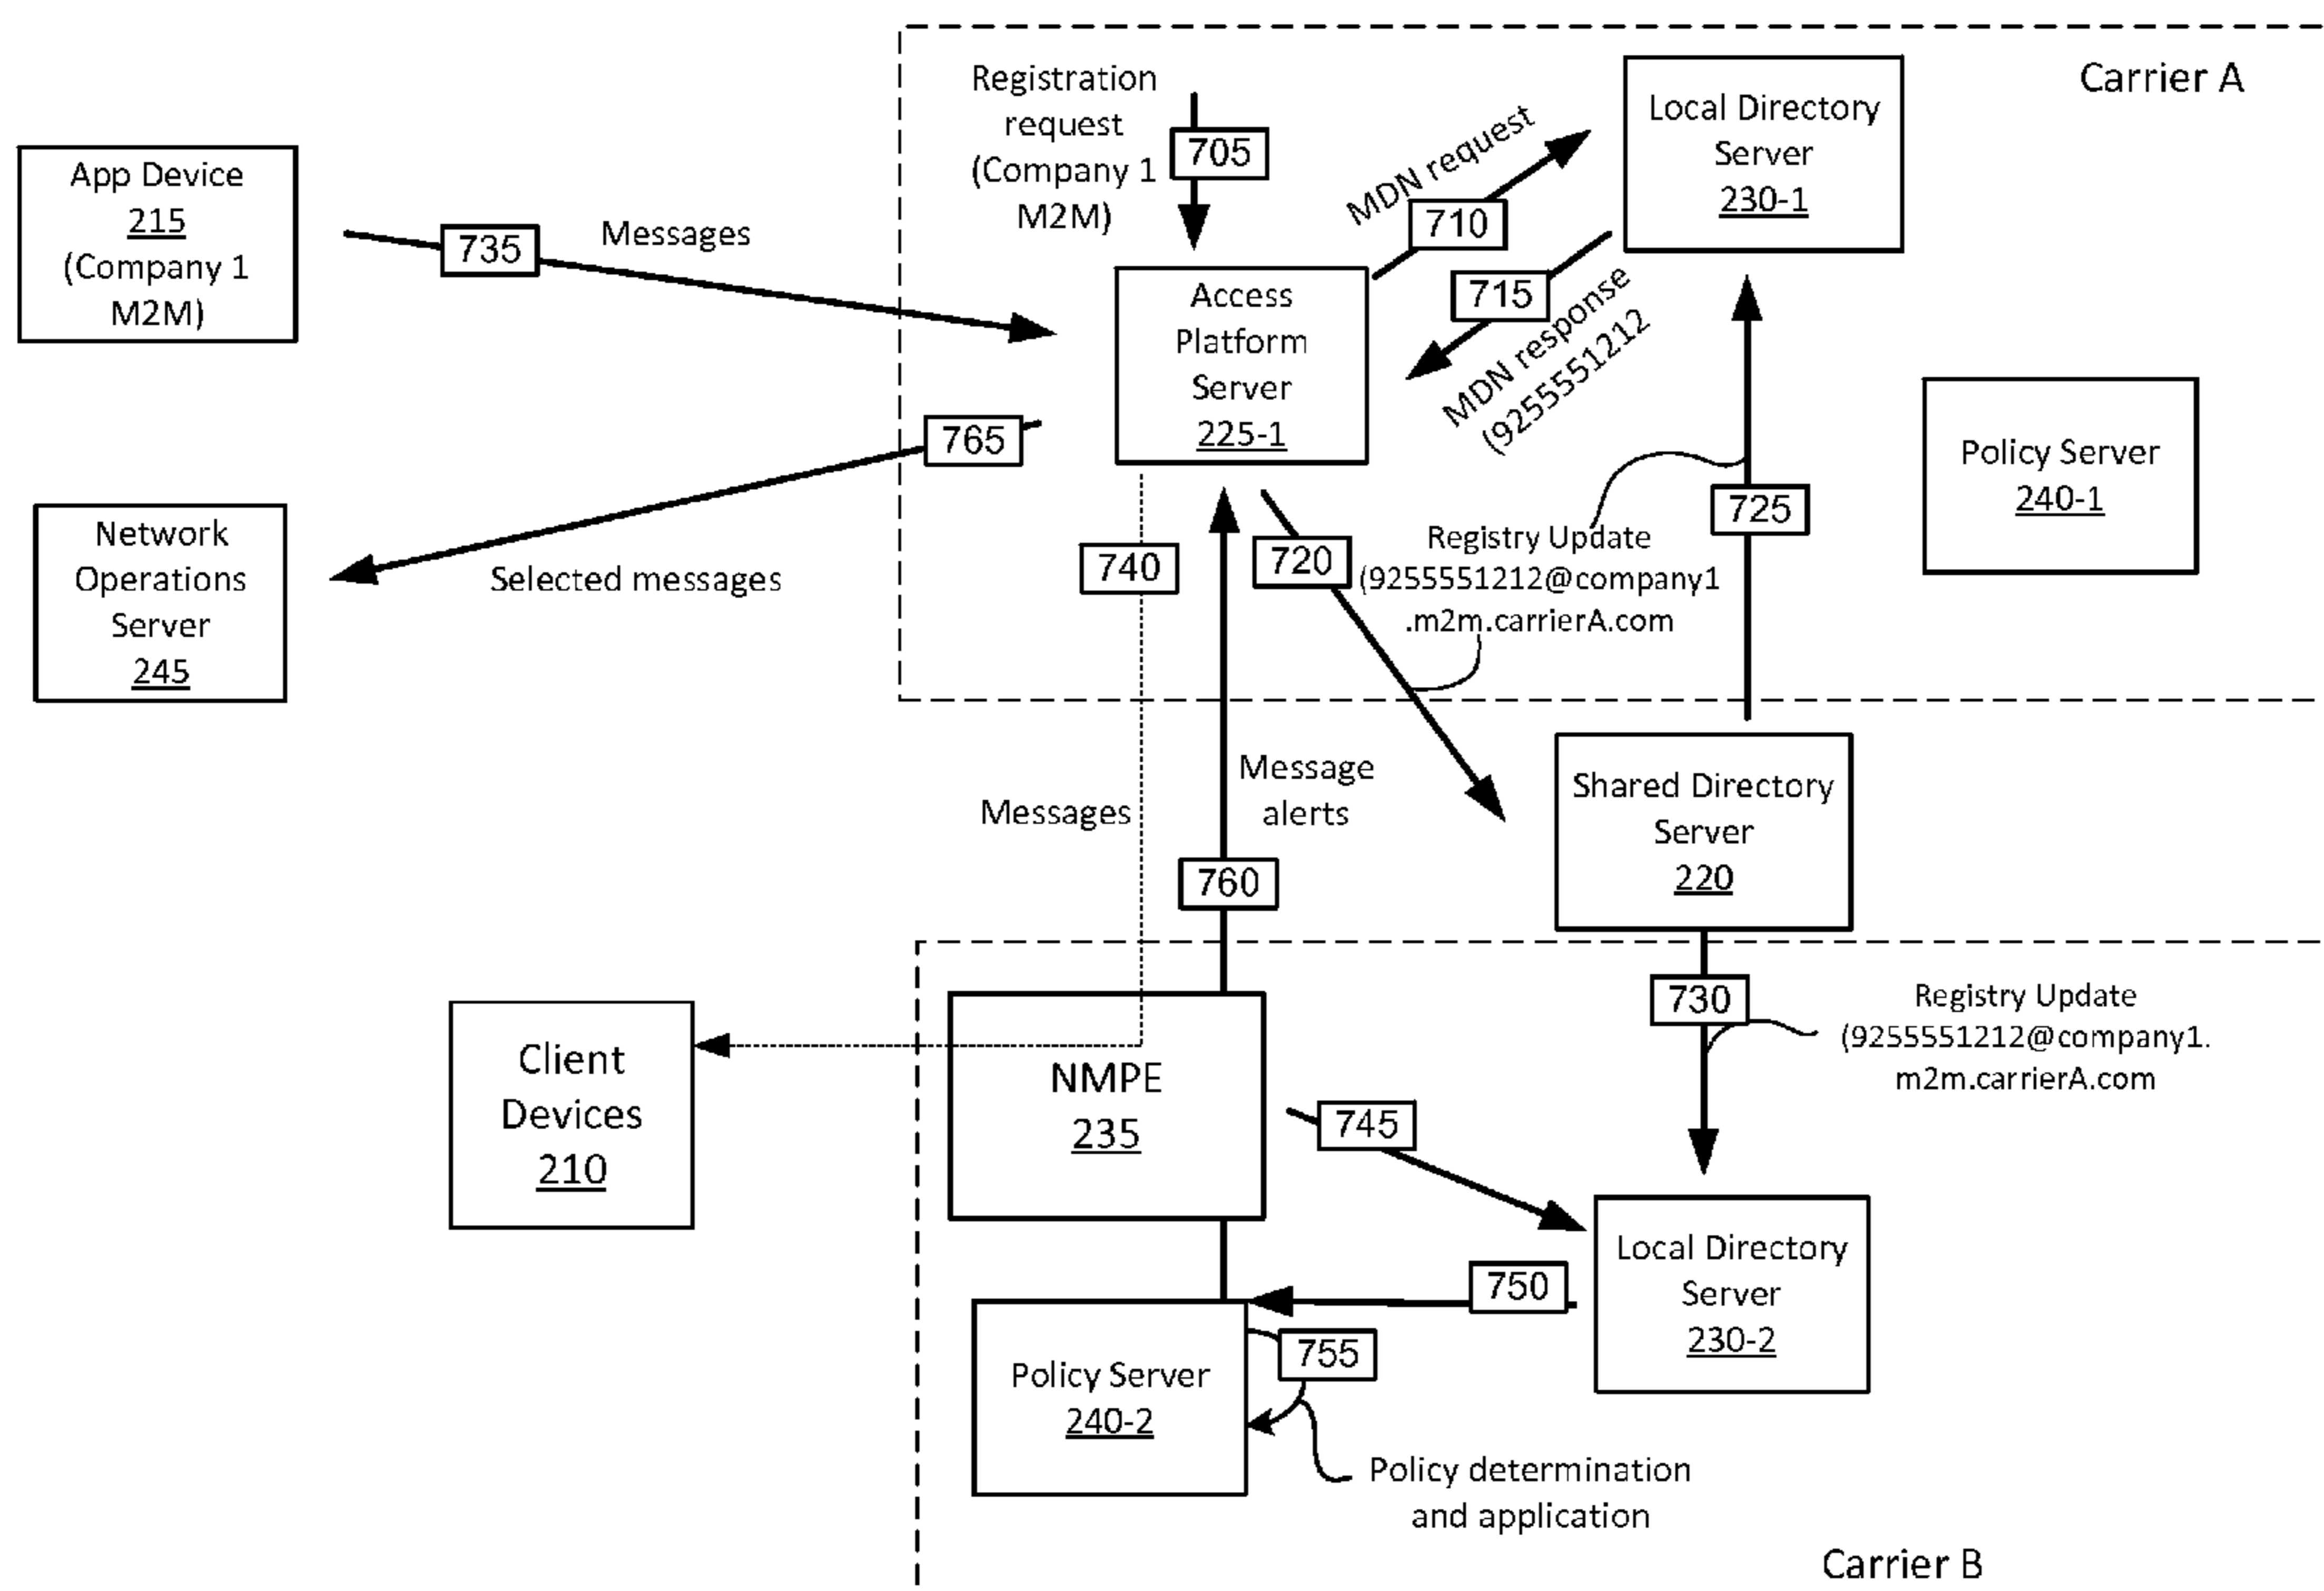 Carrier A
Registration
request
(Company 1
M2M)
705
MDN request
710
Local Directory
Server
230-1
App Device
215
(Company 1
M2M)
735
Messages
Access
Platform
Server
225-1
715
MDN response
(9255551212
Policy Server
240-1
765
Selected messages
Network
Operations
Server
245
740
720
Registry Update
(9255551212@company1
.m2m.carrierA.com
725
Messages
Message
alerts
760
Shared Directory
Server
220
730
Registry Update
(9255551212@company1.
m2m.carrierA.com
Client
Devices
210
NMPE
235
745
750
Local Directory
Server
230-2
Policy Server
240-2
755
Policy determination
and application
Carrier B